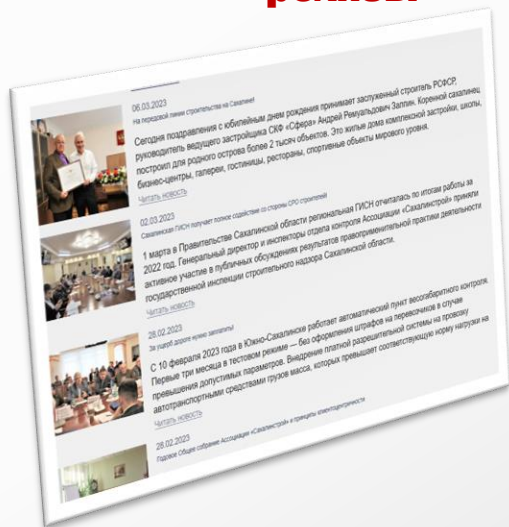 06.03.2023
На передовой линии строительства на Сахалине!
Сегодня поздравления с юбилейным днем рождения принимает заслуженный строитель РОФСР,
руководитель ведущего застройщика СКФ «Сфера» Андрей Ремуальдович Залпин. Коренной сахалинец
построил для родного острова более 2 тысяч объектов. Это жилые дома комплексной застройки, школы,
бизнес-центры, галереи, гостиницы, рестораны, спортивные объекты мирового уровня.
Читать новость
02.03.2023
Сахалинская ГИСН получает полное содействие со стороны СРО строителей
1 марта в Правительстве Сахалинской области региональная ГИСН отчиталась по итогам работы за
2022 год. Генеральный директор и инспекторы отдела контроля Ассоциации «Сахалинстрой» приняли
активное участие в публичных обсуждениях результатов правоприменительной практики деятельности
государственной инспекции строительного надзора Сахалинской области.
Читать новость
28.02.2023
За ущерб дороге нужно заплатить!
С 10 февраля 2023 года в Южно-Сахалинске работает автоматический пункт весогабаритного контроля.
Первые три месяца в тестовом режиме — без оформления штрафов на перевозчиков в случае
превышения допустимых параметров. Внедрение платной разрешительной системы на провозку
автотранспортными средствами грузов масса, которых превышает соответствующую норму нагрузки на
Читать новость
28.02.2023
Годовое Общее собрание Ассоциации «Сахалинстрой» и принципы клиентоцентричности